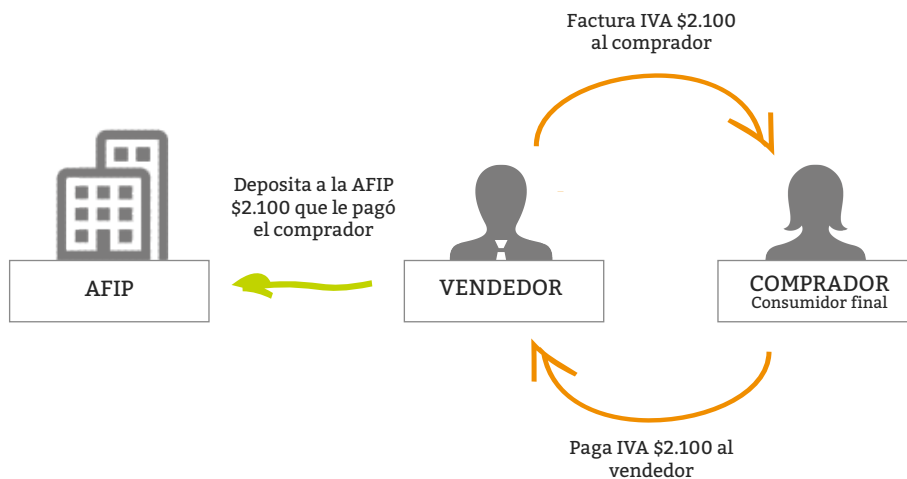 Factura IVA $2.100
al comprador
Deposita a la AFIP
$2.100 que le pagó
el comprador
AFIP
VENDEDOR
COMPRADOR
Consumidor final
Paga IVA $2.100 al
vendedor